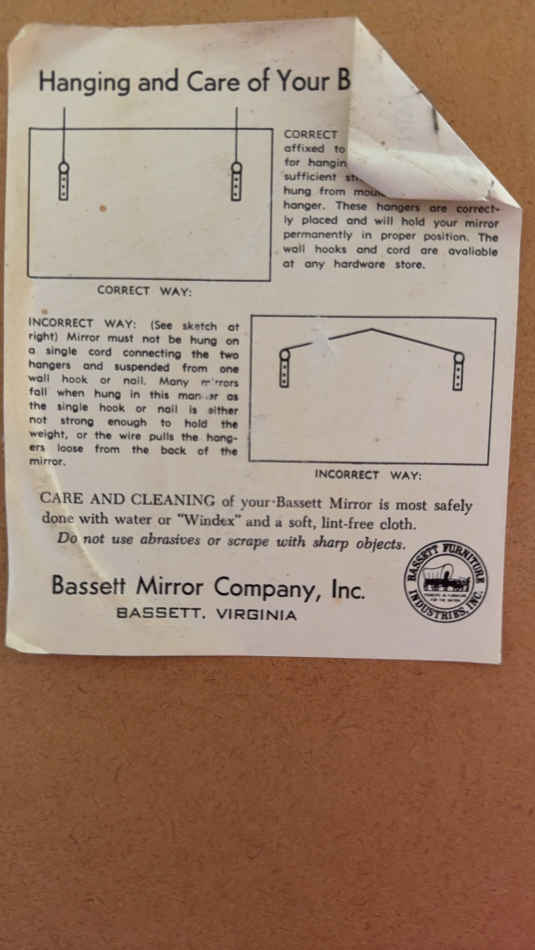 Hanging and Care of Your B
CORRECT
affixed to
for hangin
sufficient
hung from
hanger. These hangers are correct-
ly placed and will hold your mirror
permanently in proper position. The
wall hooks and cord are avaliable
at any hardware store.
CORRECT WAY:
INCORRECT WAY: (See sketch at
right) Mirror must not be hung on
a single cord connecting the two
hangers and suspended from one
wall hook or nail. Many mirrors
fall when hung in this manner as
the single hook or nail is either
not strong enough to hold the
weight, or the wire pulls the hang-
ers loose from the back of the
mirror.
INCORRECT WAY:
CARE AND CLEANING of your Bassett Mirror is most safely
done with water or "Windex" and a soft, lint-free cloth.
Do not use abrasives or scrape with sharp objects.
Bassett Mirror Company, Inc.
BASSETT, VIRGINIA
BASSETT FURNITURE
INDUSTRIES, INC.